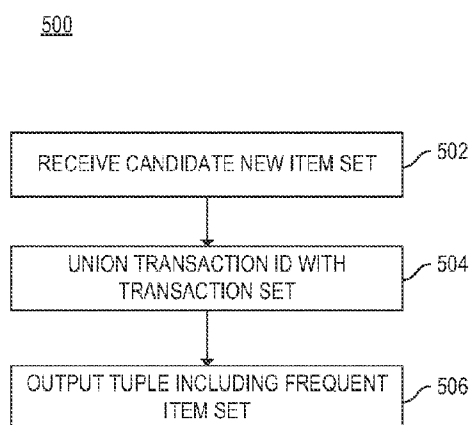 500
RECEIVE CANDIDATE NEW ITEM SET
502
UNION TRANSACTION ID WITH
TRANSACTION SET
504
OUTPUT TUPLE INCLUDING FREQUENT
ITEM SET
506